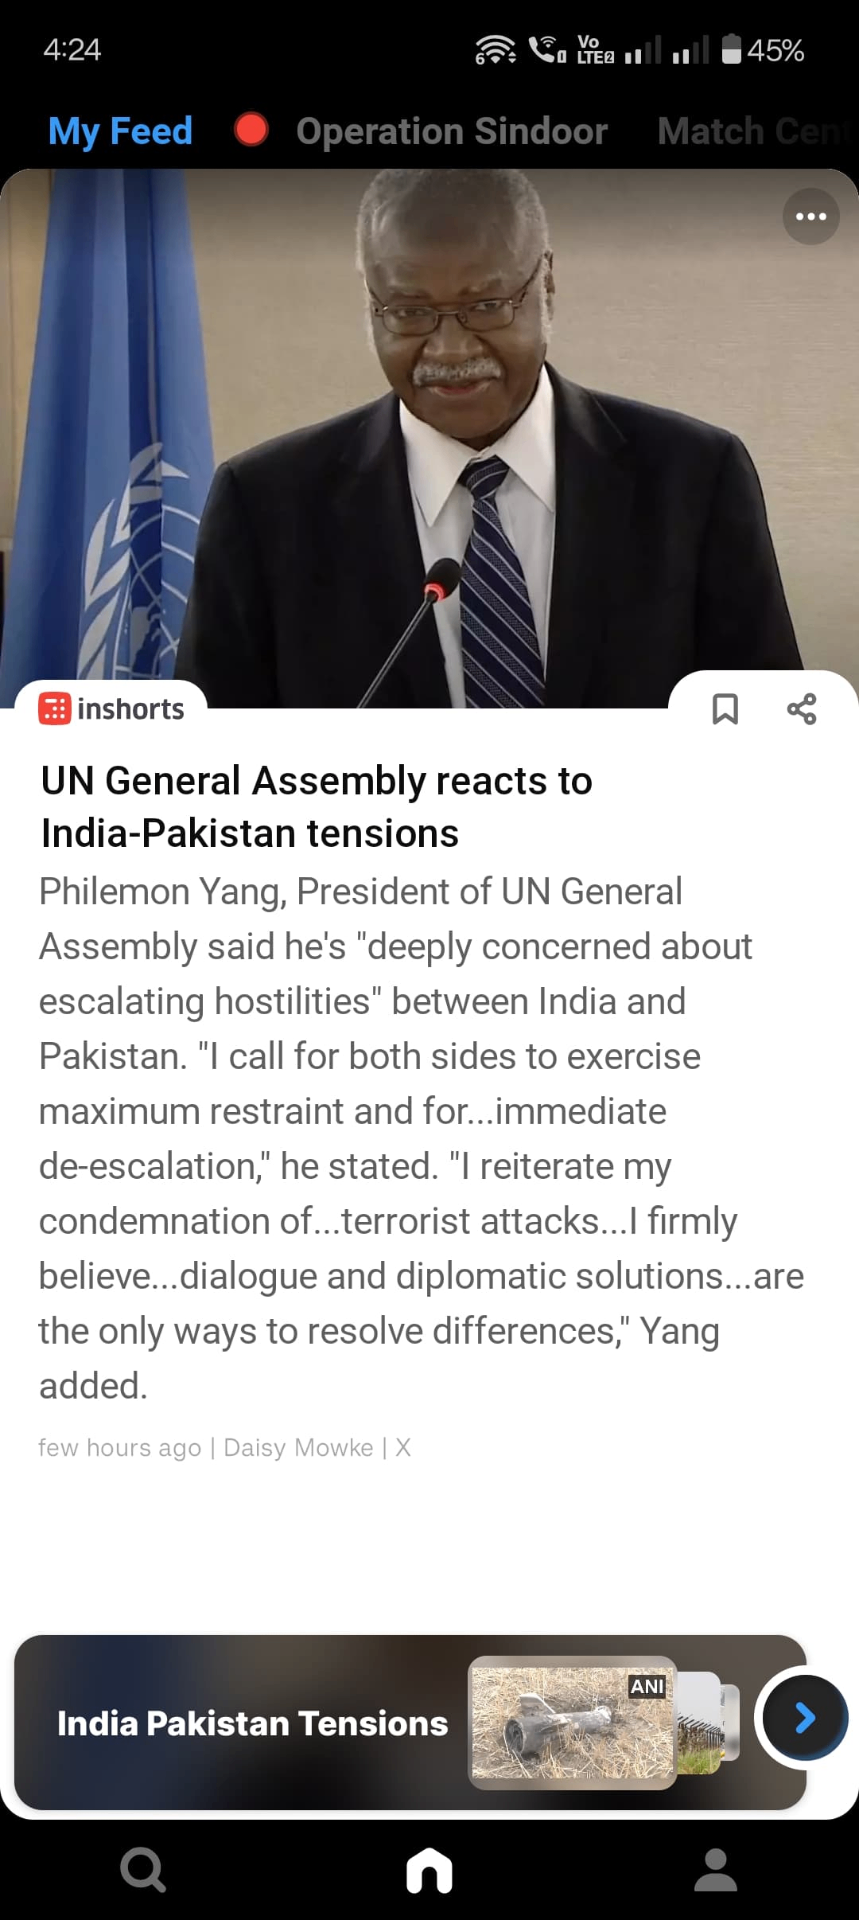 4:24
6
Vo
LTE2
45%
My Feed
Operation Sindoor
Match Cen
inshorts
UN General Assembly reacts to
India-Pakistan tensions
Philemon Yang, President of UN General
Assembly said he's "deeply concerned about
escalating hostilities" between India and
Pakistan. "I call for both sides to exercise
maximum restraint and for...immediate
de-escalation," he stated. "I reiterate my
condemnation of...terrorist attacks...I firmly
believe...dialogue and diplomatic solutions...are
the only ways to resolve differences," Yang
added.
few hours ago | Daisy Mowke | X
ANI
India Pakistan Tensions